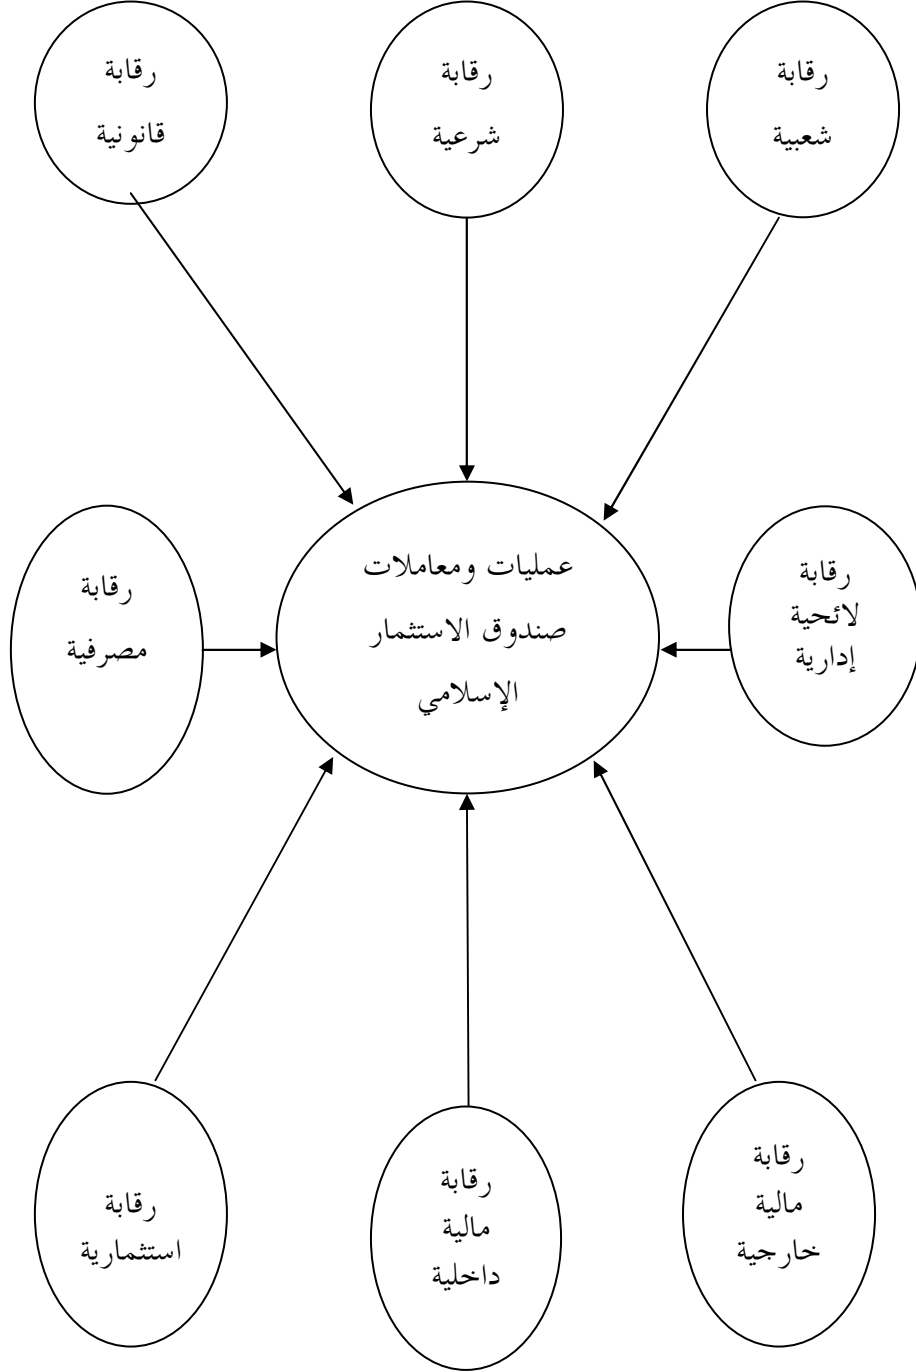 رقابة
شعبية
رقابة
شرعية
رقابة
قانونية
رقابة
لائحية
إدارية
عمليات ومعاملات
صندوق الاستثمار
الإسلامي
رقابة
مصرفية
رقابة
مالية
خارجية
رقابة
مالية
داخلية
رقابة
استثمارية